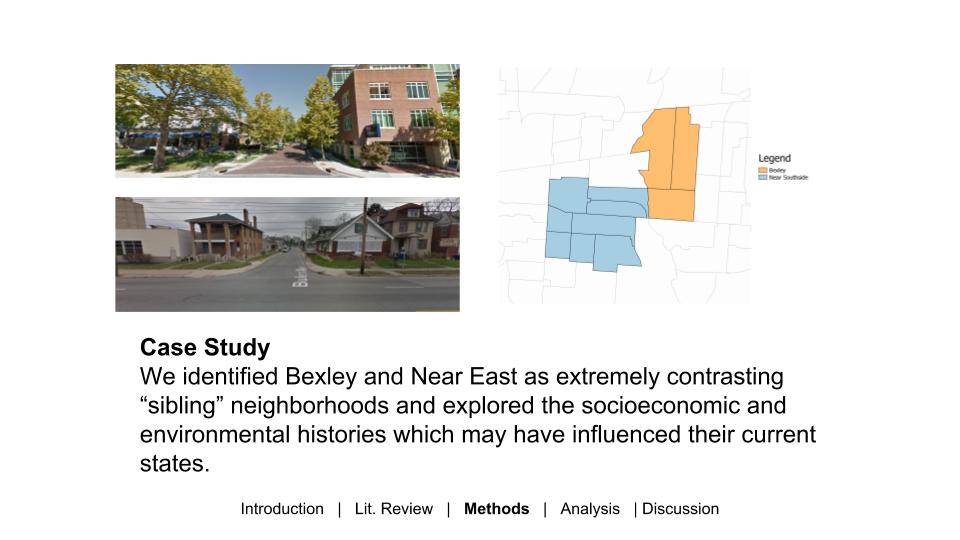 Legend
Bexley
Near Southside
Case Study
We identified Bexley and Near East as extremely contrasting
“sibling” neighborhoods and explored the socioeconomic and
environmental histories which may have influenced their current
states.
Introduction | Lit. Review | Methods | Analysis | Discussion